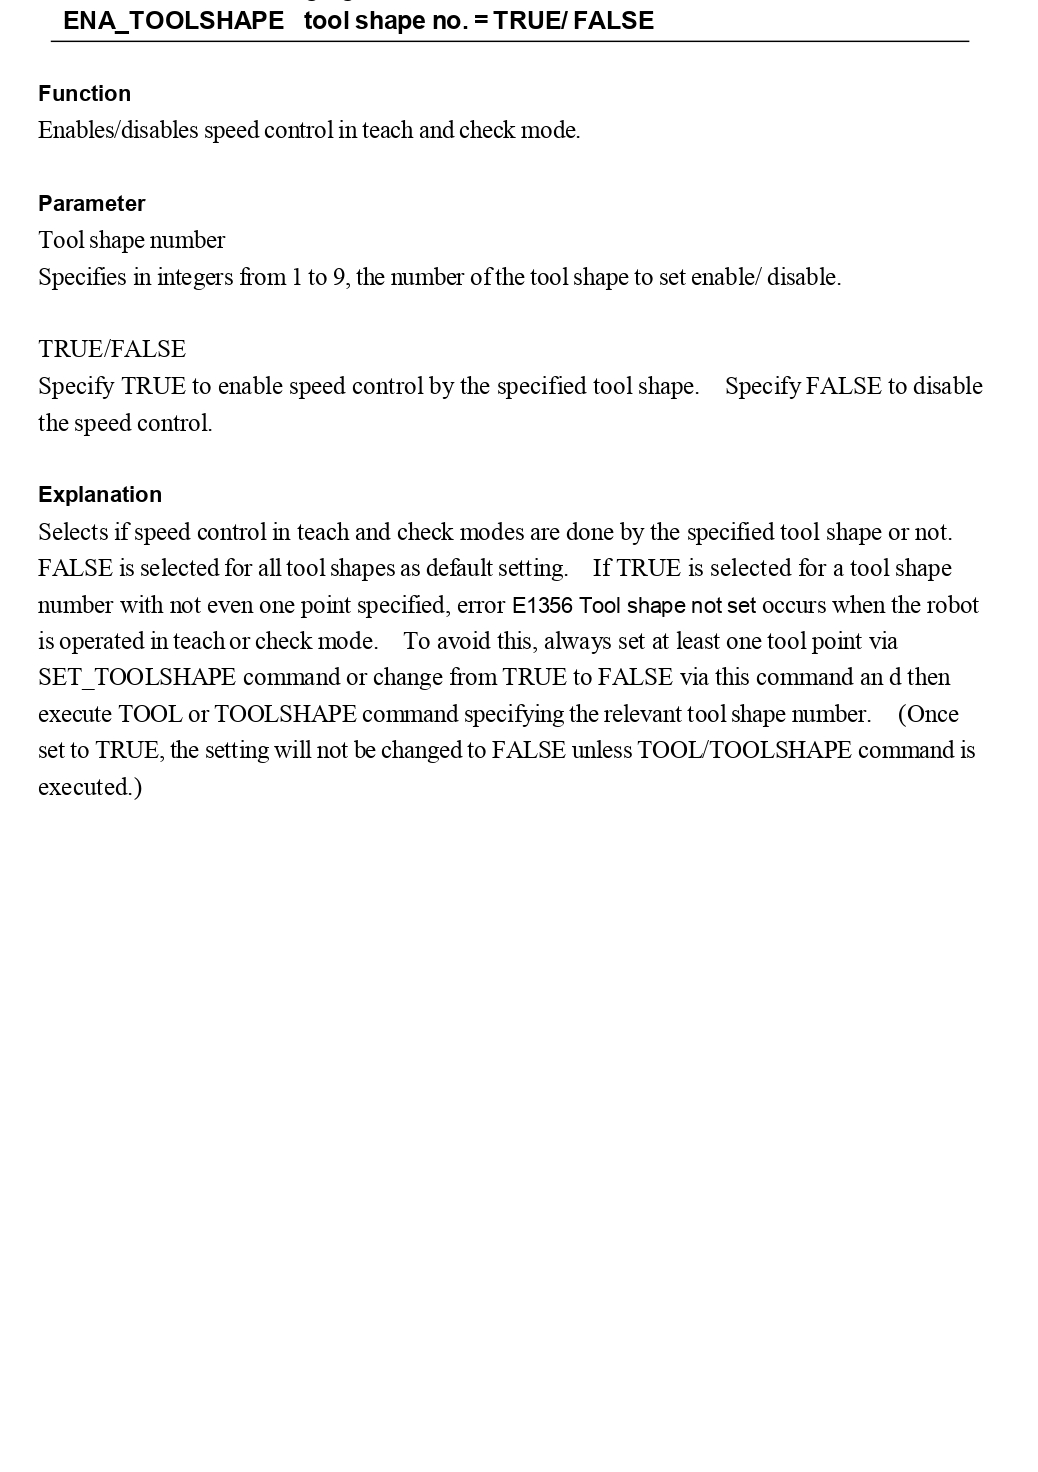 ENA_TOOLSHAPE tool shape no. = TRUE/ FALSE
Function
Enables/disables speed control in teach and check mode.
Parameter
Tool shape number
Specifies in integers from 1 to 9, the number of the tool shape to set enable/ disable.
TRUE/FALSE
Specify TRUE to enable speed control by the specified tool shape. Specify FALSE to disable
the speed control.
Explanation
Selects if speed control in teach and check modes are done by the specified tool shape or not.
FALSE is selected for all tool shapes as default setting. If TRUE is selected for a tool shape
number with not even one point specified, error E1356 Tool shape not set occurs when the robot
is operated in teach or check mode. To avoid this, always set at least one tool point via
SET_TOOLSHAPE command or change from TRUE to FALSE via this command an d then
execute TOOL or TOOLSHAPE command specifying the relevant tool shape number. (Once
set to TRUE, the setting will not be changed to FALSE unless TOOL/TOOLSHAPE command is
executed.)